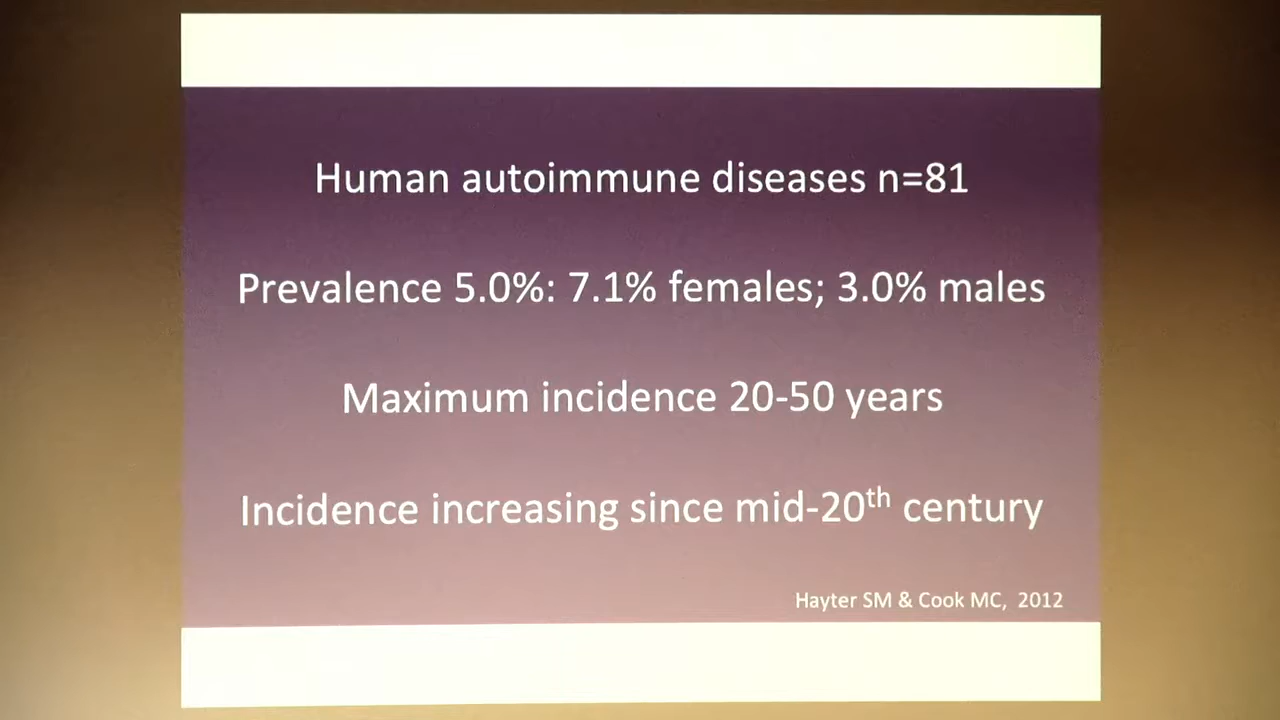 Human autoimmune diseases n=81
Prevalence 5.0%: 7.1% females; 3.0% males
Maximum incidence 20-50 years
Incidence increasing since mid-20th century
Hayter SM & Cook MC, 2012